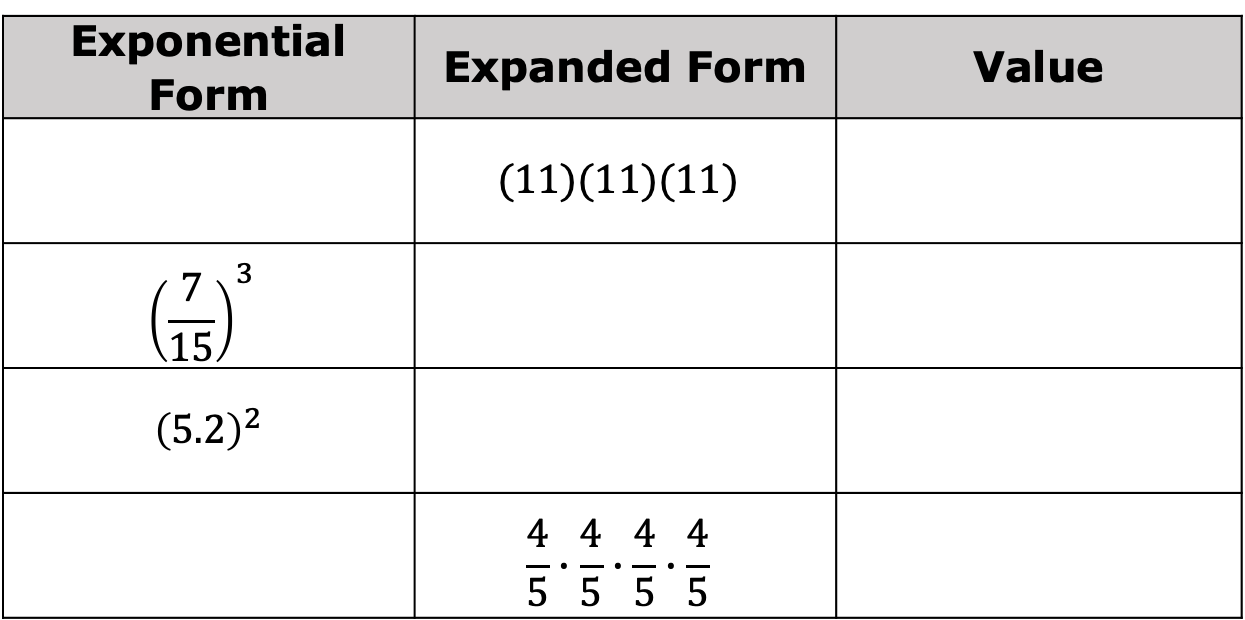 Exponential
Form
Expanded Form
Value
(11)(11)(11)
(7/15)³
(5.2)²
4/5 · 4/5 · 4/5 · 4/5